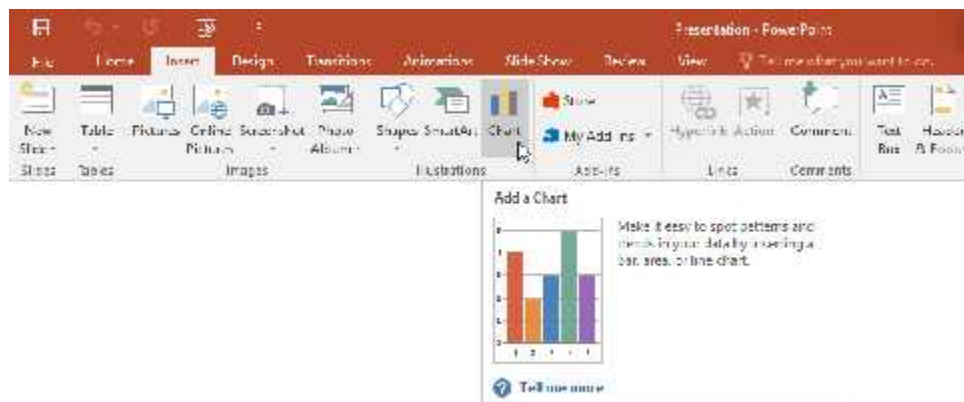 Presentation - PowerPoint
File Home Insert Design Transitions Animations Slide Show Review View Tell me what you want to do...
New Slide Table Pictures Online Pictures Screenshot Photo Album Shapes SmartArt Chart Store My Add-ins Hyperlink Action Comment Text Box Header
Slides Tables Images Illustrations Add-ins Links Comments
Add a Chart
Make it easy to spot patterns and
trends in your data by inserting a
bar, area, or line chart.
Tell me more